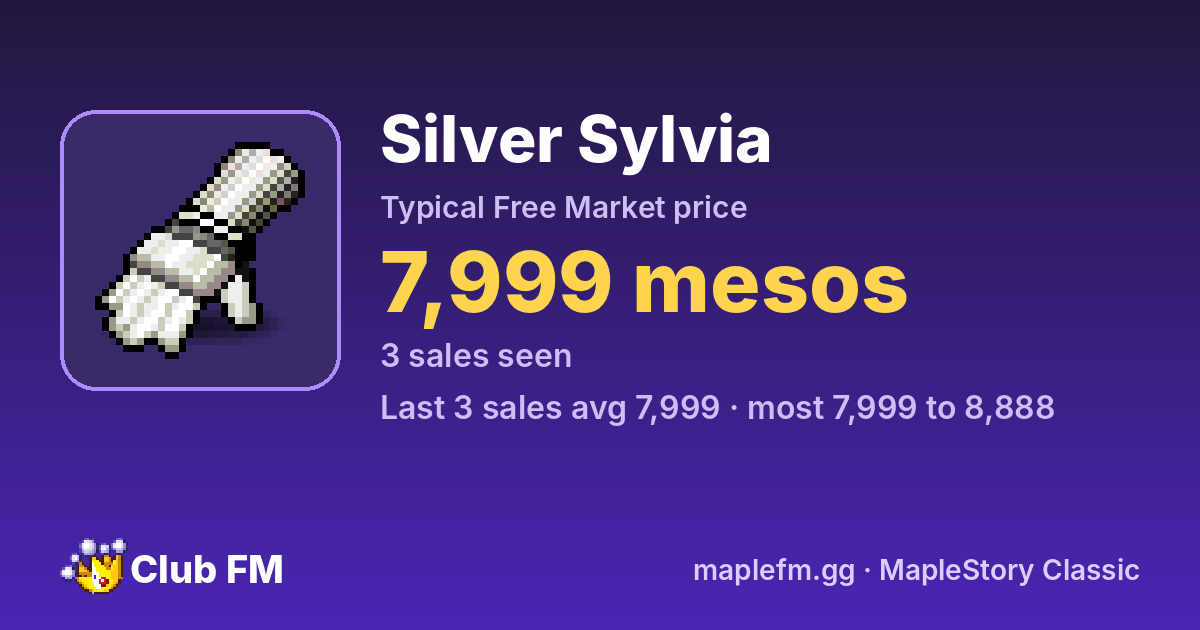 Silver Sylvia
Typical Free Market price
7,999 mesos
3 sales seen
Last 3 sales avg 7,999 · most 7,999 to 8,888
Club FM
maplefm.gg · MapleStory Classic